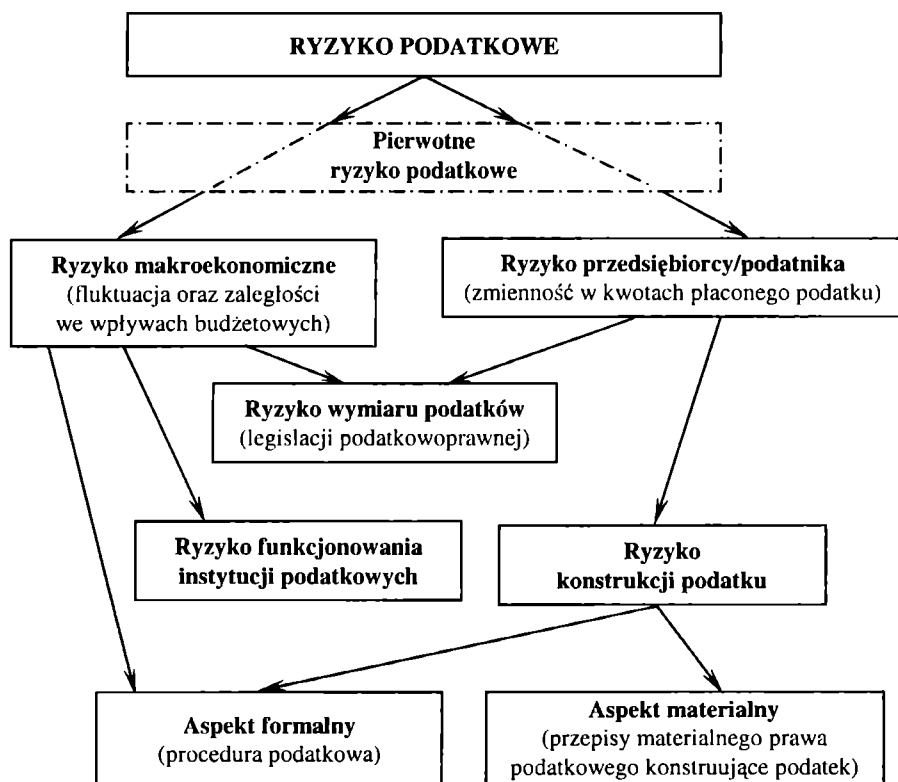 RYZYKO PODATKOWE
Pierwotne
ryzyko podatkowe
Ryzyko makroekonomiczne
(fluktuacja oraz zaległości
we wpływach budżetowych)
Ryzyko przedsiębiorcy/podatnika
(zmienność w kwotach płaconego podatku)
Ryzyko wymiaru podatków
(legislacji podatkowoprawnej)
Ryzyko funkcjonowania
instytucji podatkowych
Ryzyko
konstrukcji podatku
Aspekt formalny
(procedura podatkowa)
Aspekt materialny
(przepisy materialnego prawa
podatkowego konstruujące podatek)